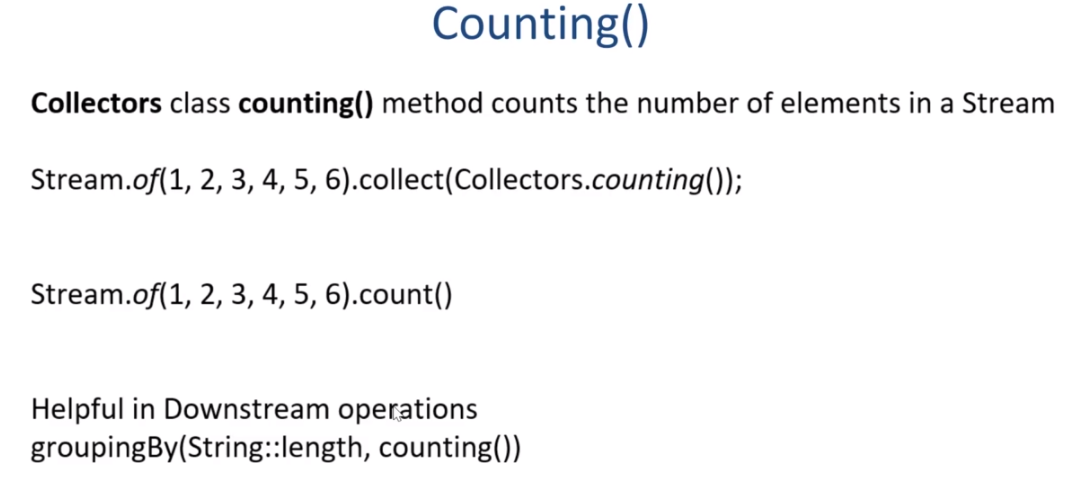 Counting()
Collectors class counting() method counts the number of elements in a Stream
Stream.of(1, 2, 3, 4, 5, 6).collect(Collectors.counting());
Stream.of(1, 2, 3, 4, 5, 6).count()
Helpful in Downstream operations
groupingBy(String::length, counting())